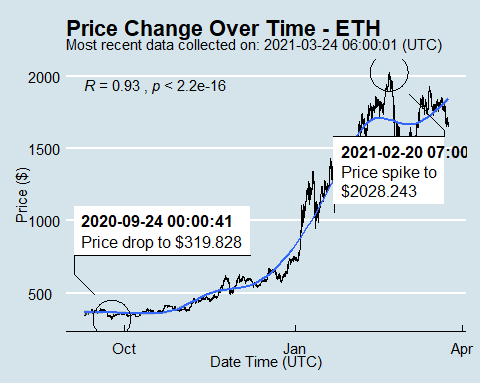 Price Change Over Time - ETH
Most recent data collected on: 2021-03-24 06:00:01 (UTC)
R = 0.93 , p < 2.2e-16
2000
1500
1000
500
Price ($)
2021-02-20 07:00
Price spike to
$2028.243
2020-09-24 00:00:41
Price drop to $319.828
Oct
Jan
Apr
Date Time (UTC)